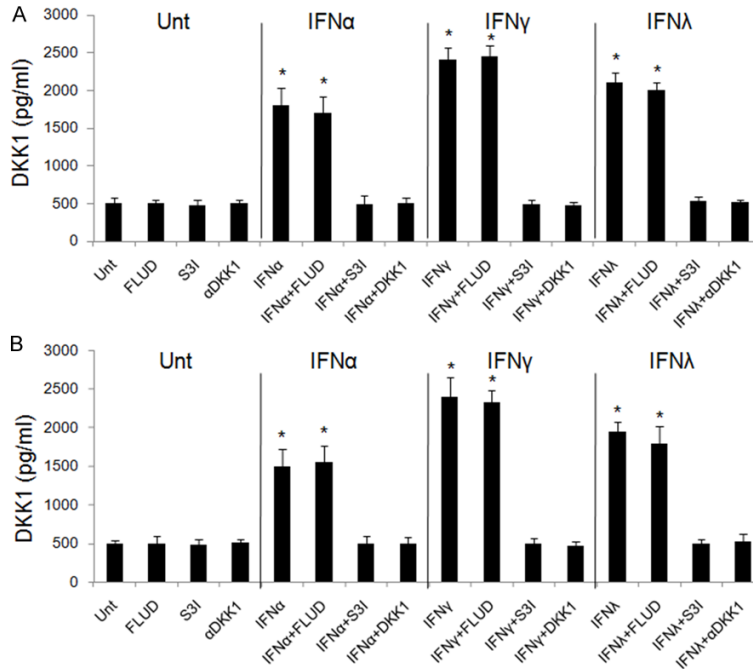 A
Unt IFNα IFNγ IFNλ
DKK1 (pg/ml)
3000
2500
2000
1500
1000
500
0
* * * * * *
Unt
FLUD
S3I
αDKK1
IFNα
IFNα+FLUD
IFNα+S3I
IFNα+DKK1
IFNγ
IFNγ+FLUD
IFNγ+S3I
IFNγ+DKK1
IFNλ
IFNλ+FLUD
IFNλ+S3I
IFNλ+αDKK1
B
Unt IFNα IFNγ IFNλ
DKK1 (pg/ml)
3000
2500
2000
1500
1000
500
0
* * * * * *
Unt
FLUD
S3I
αDKK1
IFNα
IFNα+FLUD
IFNα+S3I
IFNα+DKK1
IFNγ
IFNγ+FLUD
IFNγ+S3I
IFNγ+DKK1
IFNλ
IFNλ+FLUD
IFNλ+S3I
IFNλ+αDKK1